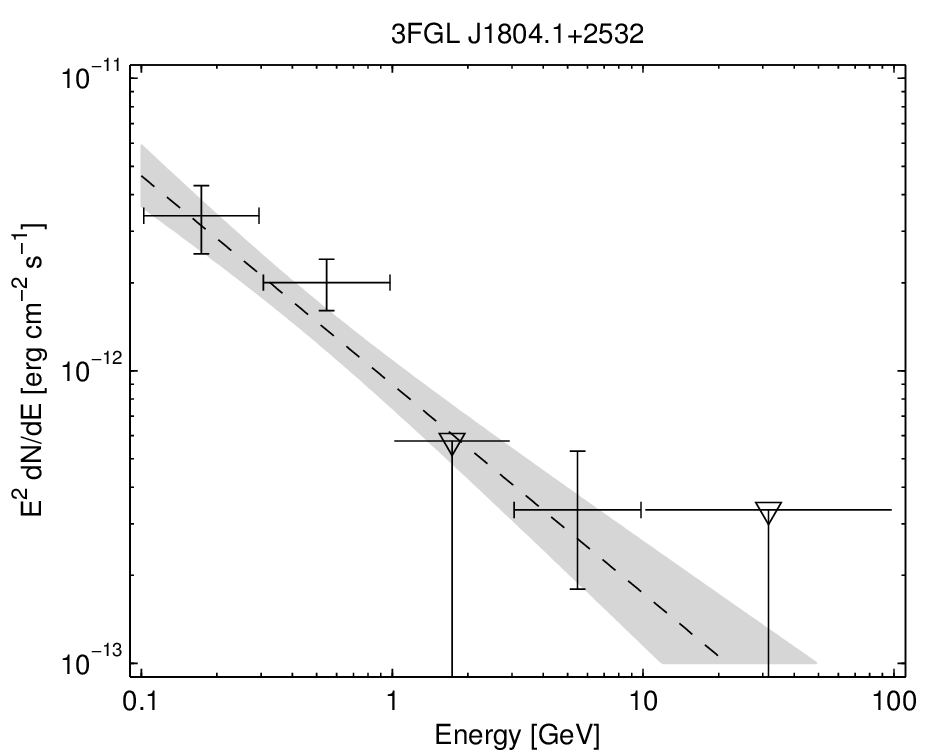 3FGL J1804.1+2532
10⁻¹¹
10⁻¹²
10⁻¹³
E² dN/dE [erg cm⁻² s⁻¹]
0.1 1 10 100
Energy [GeV]